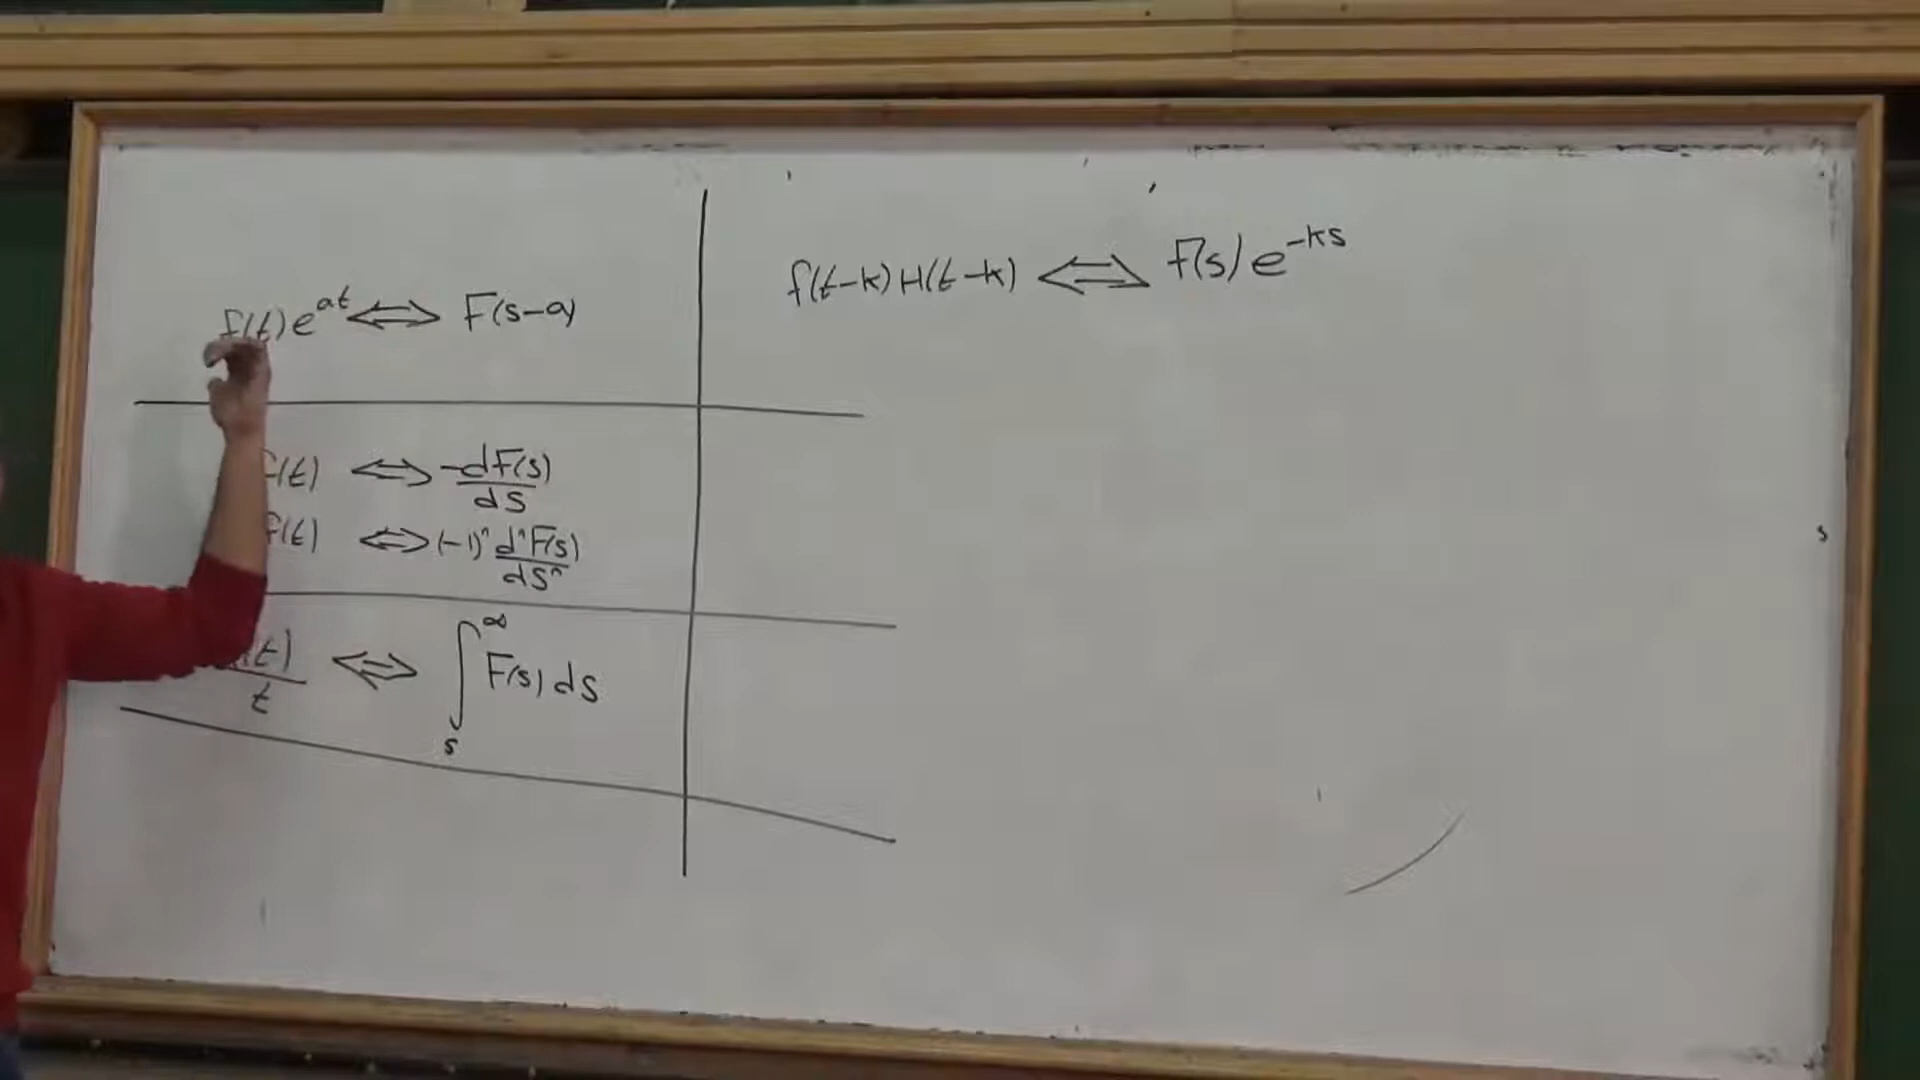 f(t)e^{at} ⟺ F(s-a)
f(t) ⟺ -dF(s)/ds
f(t) ⟺ (-1)^n d^nF(s)/ds^n
(t)/t ⟺ ∫_s^∞ F(s) ds
f(t-k)H(t-k) ⟺ F(s)e^{-ks}